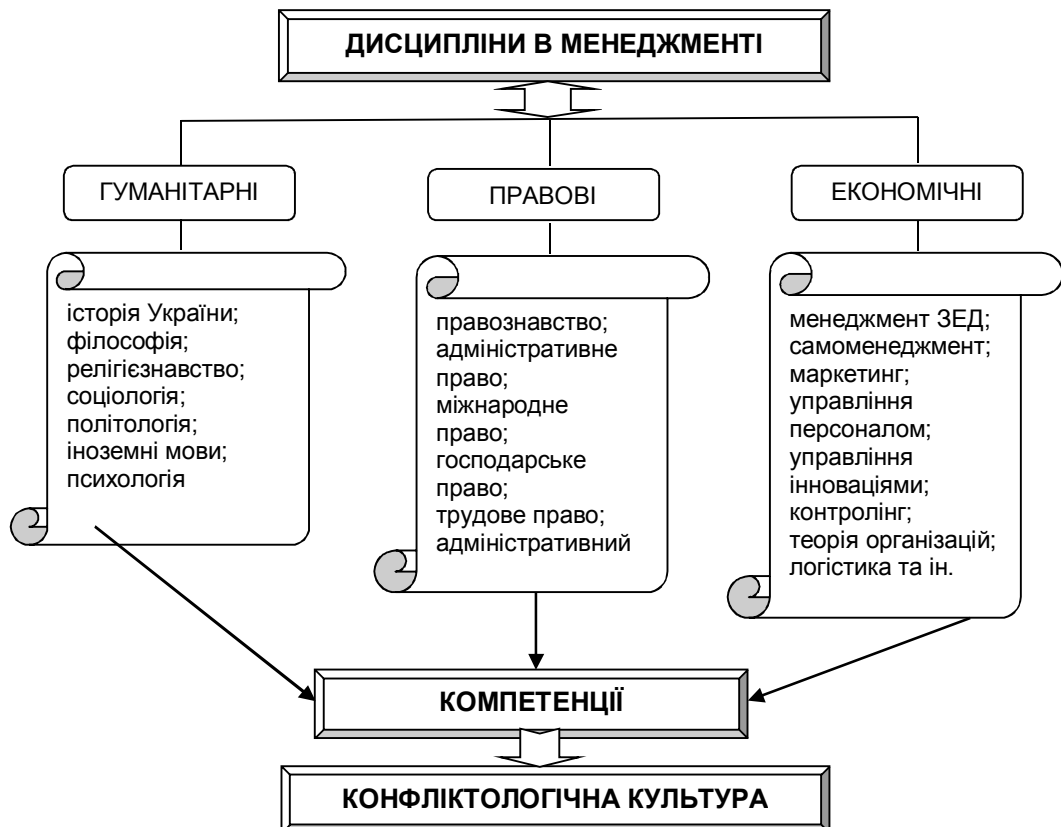 ДИСЦИПЛІНИ В МЕНЕДЖМЕНТІ
ГУМАНІТАРНІ
ПРАВОВІ
ЕКОНОМІЧНІ
історія України;
філософія;
релігієзнавство;
соціологія;
політологія;
іноземні мови;
психологія
правознавство;
адміністративне
право;
міжнародне
право;
господарське
право;
трудове право;
адміністративний
менеджмент ЗЕД;
самоменеджмент;
маркетинг;
управління
персоналом;
управління
інноваціями;
контролінг;
теорія організацій;
логістика та ін.
КОМПЕТЕНЦІЇ
КОНФЛІКТОЛОГІЧНА КУЛЬТУРА